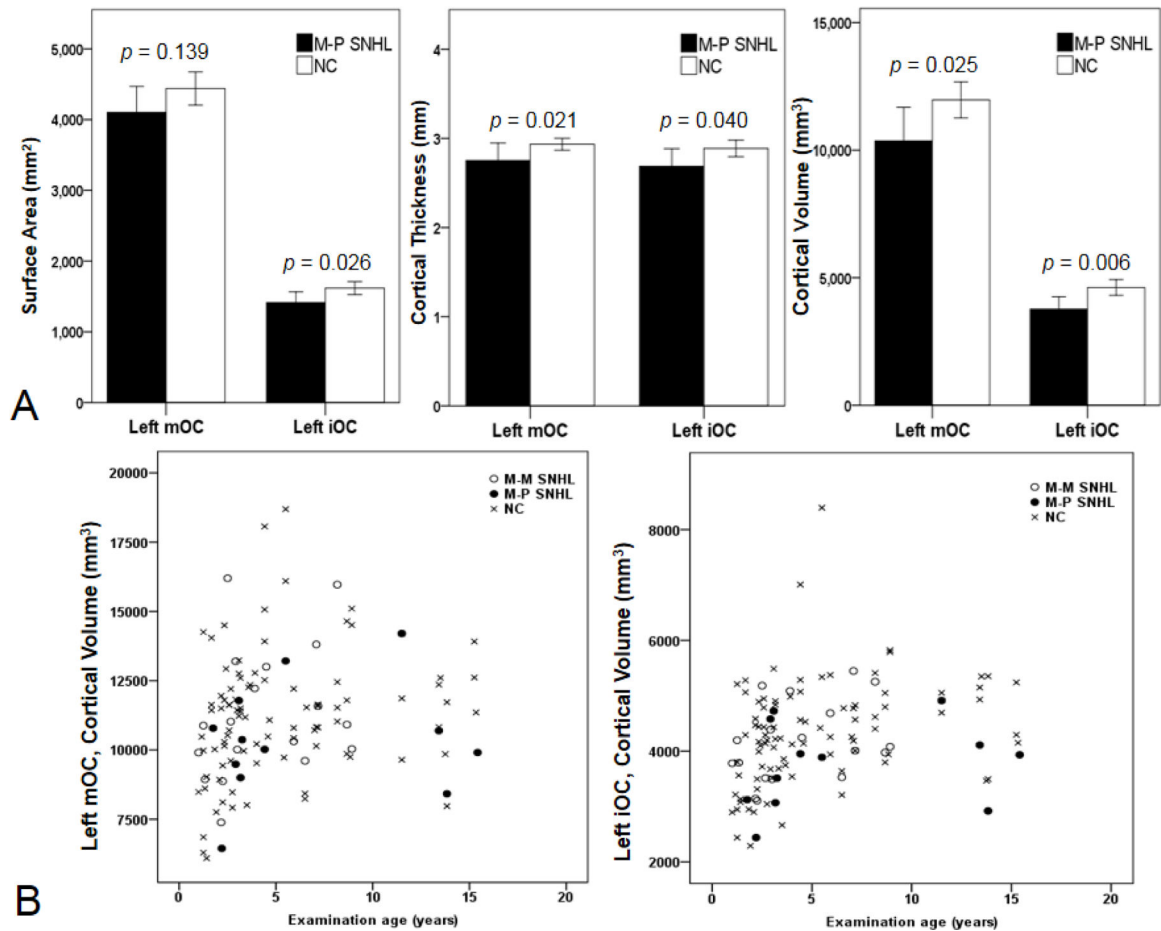 Surface Area (mm²)
5,000
4,000
3,000
2,000
1,000
0
M-P SNHL
NC
p = 0.139
p = 0.026
Left mOC
Left iOC
Cortical Thickness (mm)
4
3
2
1
0
M-P SNHL
NC
p = 0.021
p = 0.040
Left mOC
Left iOC
Cortical Volume (mm³)
15,000
10,000
5,000
0
M-P SNHL
NC
p = 0.025
p = 0.006
Left mOC
Left iOC
A
Left mOC, Cortical Volume (mm³)
20000
17500
15000
12500
10000
7500
M-M SNHL
M-P SNHL
NC
0
5
10
15
20
Examination age (years)
Left iOC, Cortical Volume (mm³)
8000
6000
4000
2000
M-M SNHL
M-P SNHL
NC
0
5
10
15
20
Examination age (years)
B